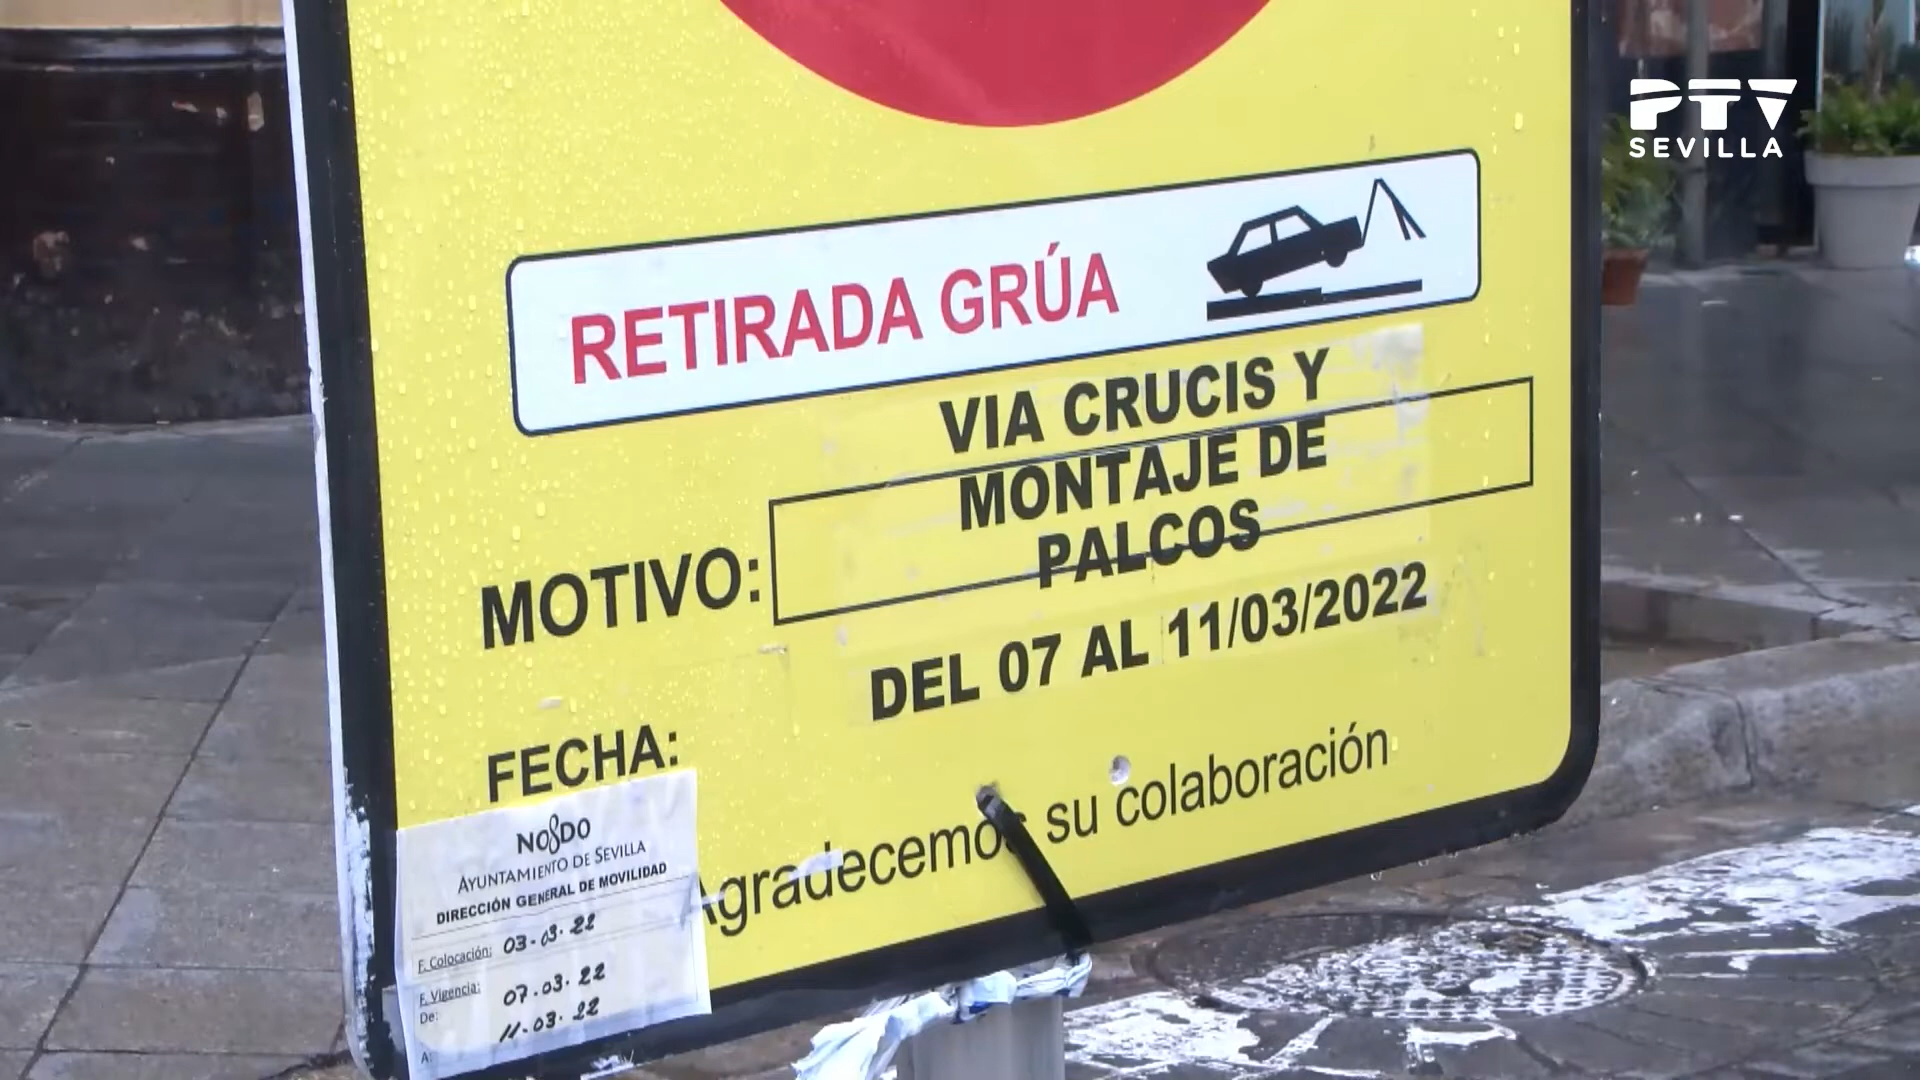 PTV
SEVILLA
RETIRADA GRÚA
VIA CRUCIS Y
MONTAJE DE
PALCOS
MOTIVO:
DEL 07 AL 11/03/2022
FECHA:
Agradecemos su colaboración
NO8DO
AYUNTAMIENTO DE SEVILLA
DIRECCIÓN GENERAL DE MOVILIDAD
F. Colocación: 03-03-22
F. Vigencia:
De: 07.03.22
A: 11-03-22